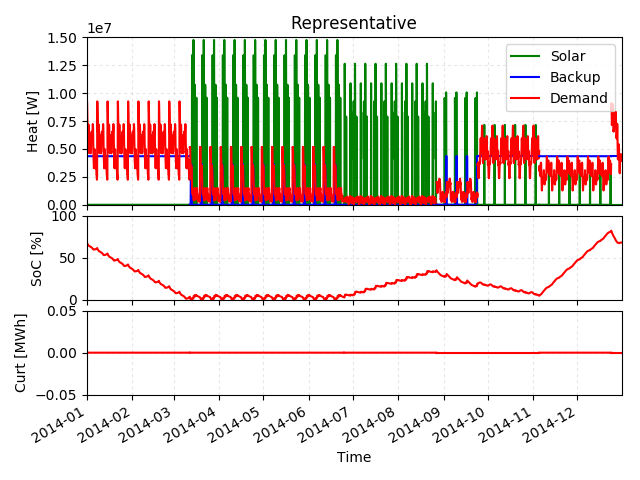 Representative
1e7
1.50
1.25
1.00
0.75
0.50
0.25
0.00
Heat [W]
Solar
Backup
Demand
100
50
0
SoC [%]
0.05
0.00
−0.05
Curt [MWh]
2014-01
2014-02
2014-03
2014-04
2014-05
2014-06
2014-07
2014-08
2014-09
2014-10
2014-11
2014-12
Time